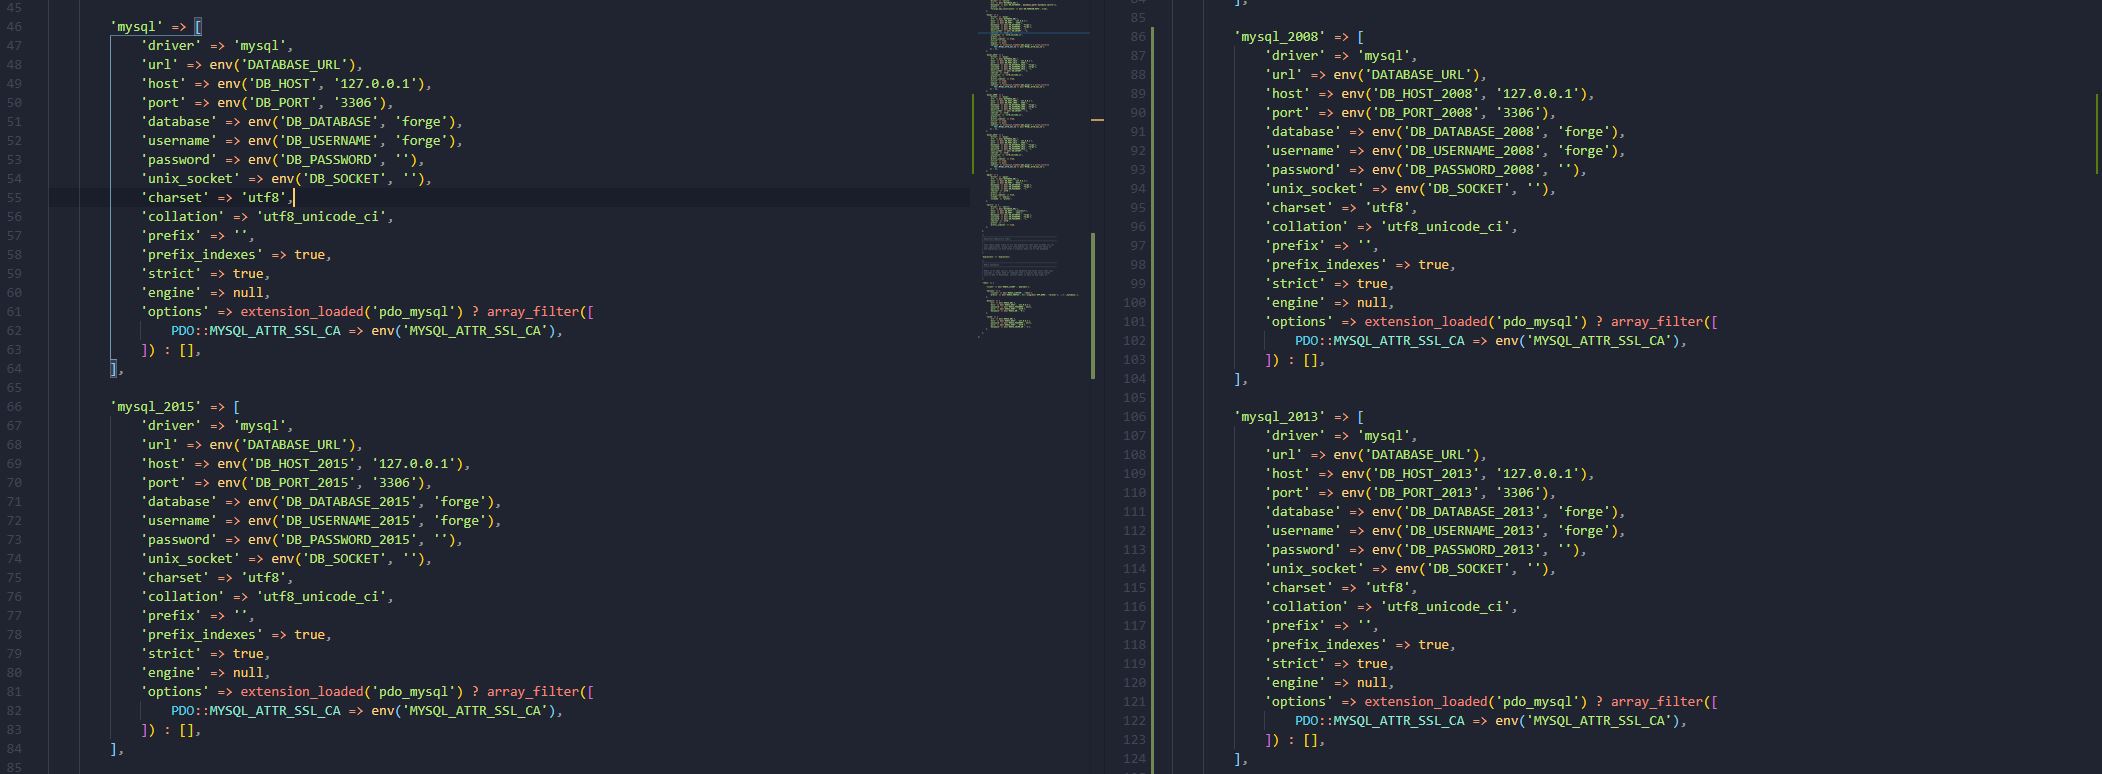 45
46 'mysql' => [
47 'driver' => 'mysql',
48 'url' => env('DATABASE_URL'),
49 'host' => env('DB_HOST', '127.0.0.1'),
50 'port' => env('DB_PORT', '3306'),
51 'database' => env('DB_DATABASE', 'forge'),
52 'username' => env('DB_USERNAME', 'forge'),
53 'password' => env('DB_PASSWORD', ''),
54 'unix_socket' => env('DB_SOCKET', ''),
55 'charset' => 'utf8',
56 'collation' => 'utf8_unicode_ci',
57 'prefix' => '',
58 'prefix_indexes' => true,
59 'strict' => true,
60 'engine' => null,
61 'options' => extension_loaded('pdo_mysql') ? array_filter([
62 PDO::MYSQL_ATTR_SSL_CA => env('MYSQL_ATTR_SSL_CA'),
63 ]) : [],
64 ],
65
66 'mysql_2015' => [
67 'driver' => 'mysql',
68 'url' => env('DATABASE_URL'),
69 'host' => env('DB_HOST_2015', '127.0.0.1'),
70 'port' => env('DB_PORT_2015', '3306'),
71 'database' => env('DB_DATABASE_2015', 'forge'),
72 'username' => env('DB_USERNAME_2015', 'forge'),
73 'password' => env('DB_PASSWORD_2015', ''),
74 'unix_socket' => env('DB_SOCKET', ''),
75 'charset' => 'utf8',
76 'collation' => 'utf8_unicode_ci',
77 'prefix' => '',
78 'prefix_indexes' => true,
79 'strict' => true,
80 'engine' => null,
81 'options' => extension_loaded('pdo_mysql') ? array_filter([
82 PDO::MYSQL_ATTR_SSL_CA => env('MYSQL_ATTR_SSL_CA'),
83 ]) : [],
84 ],
85
84 ],
85
86 'mysql_2008' => [
87 'driver' => 'mysql',
88 'url' => env('DATABASE_URL'),
89 'host' => env('DB_HOST_2008', '127.0.0.1'),
90 'port' => env('DB_PORT_2008', '3306'),
91 'database' => env('DB_DATABASE_2008', 'forge'),
92 'username' => env('DB_USERNAME_2008', 'forge'),
93 'password' => env('DB_PASSWORD_2008', ''),
94 'unix_socket' => env('DB_SOCKET', ''),
95 'charset' => 'utf8',
96 'collation' => 'utf8_unicode_ci',
97 'prefix' => '',
98 'prefix_indexes' => true,
99 'strict' => true,
100 'engine' => null,
101 'options' => extension_loaded('pdo_mysql') ? array_filter([
102 PDO::MYSQL_ATTR_SSL_CA => env('MYSQL_ATTR_SSL_CA'),
103 ]) : [],
104 ],
105
106 'mysql_2013' => [
107 'driver' => 'mysql',
108 'url' => env('DATABASE_URL'),
109 'host' => env('DB_HOST_2013', '127.0.0.1'),
110 'port' => env('DB_PORT_2013', '3306'),
111 'database' => env('DB_DATABASE_2013', 'forge'),
112 'username' => env('DB_USERNAME_2013', 'forge'),
113 'password' => env('DB_PASSWORD_2013', ''),
114 'unix_socket' => env('DB_SOCKET', ''),
115 'charset' => 'utf8',
116 'collation' => 'utf8_unicode_ci',
117 'prefix' => '',
118 'prefix_indexes' => true,
119 'strict' => true,
120 'engine' => null,
121 'options' => extension_loaded('pdo_mysql') ? array_filter([
122 PDO::MYSQL_ATTR_SSL_CA => env('MYSQL_ATTR_SSL_CA'),
123 ]) : [],
124 ],